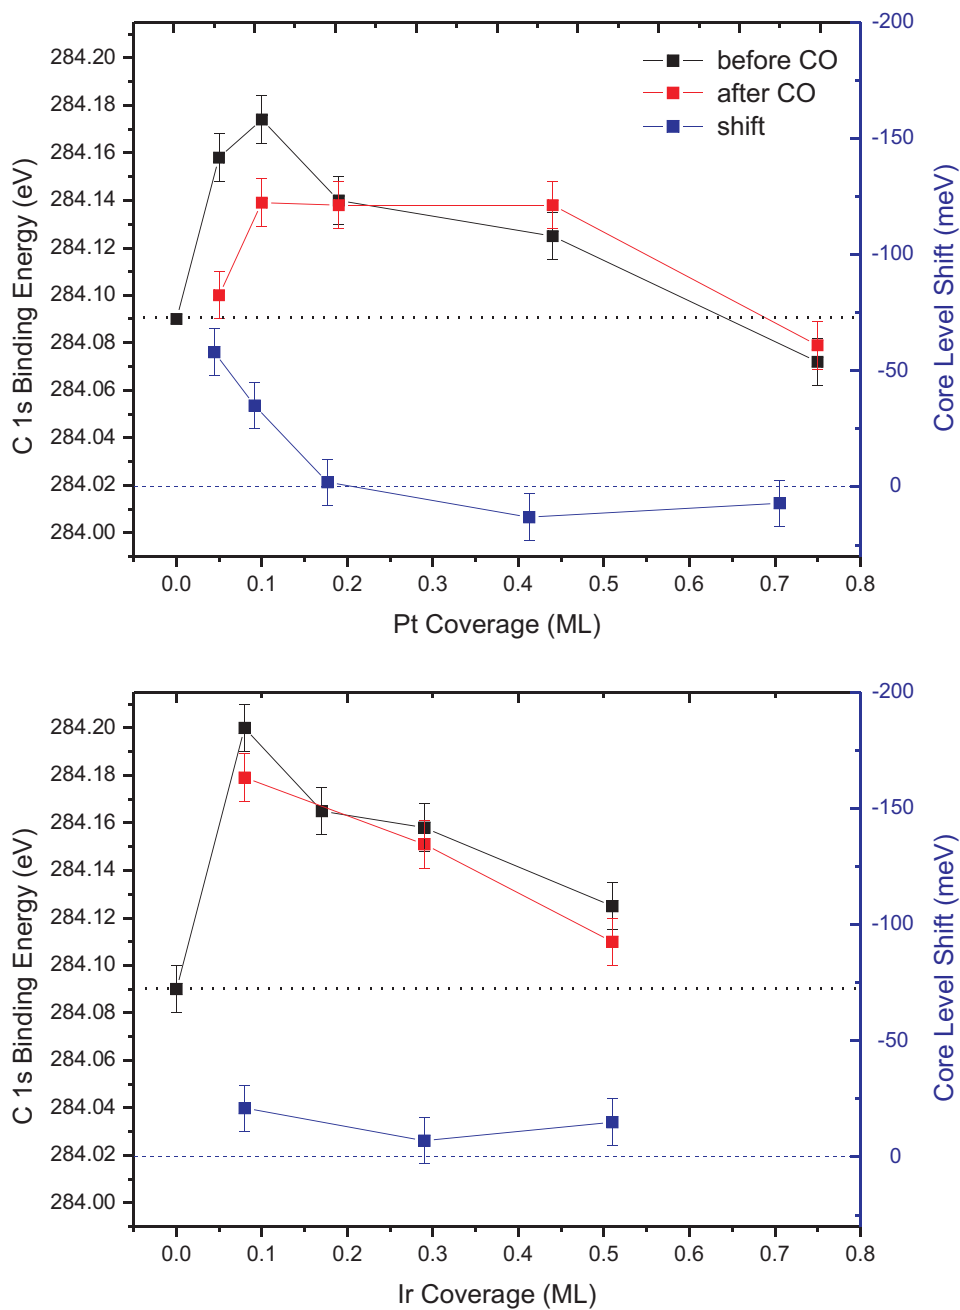 before CO
after CO
shift
C 1s Binding Energy (eV)
284.20
284.18
284.16
284.14
284.12
284.10
284.08
284.06
284.04
284.02
284.00
-200
-150
-100
-50
0
Core Level Shift (meV)
0.0 0.1 0.2 0.3 0.4 0.5 0.6 0.7 0.8
Pt Coverage (ML)
C 1s Binding Energy (eV)
284.20
284.18
284.16
284.14
284.12
284.10
284.08
284.06
284.04
284.02
284.00
-200
-150
-100
-50
0
Core Level Shift (meV)
0.0 0.1 0.2 0.3 0.4 0.5 0.6 0.7 0.8
Ir Coverage (ML)